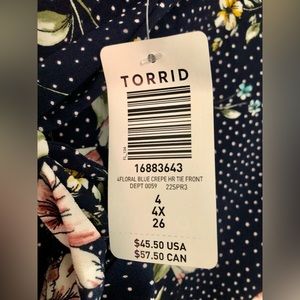 TORRID
16883643
4FLORAL BLUE CREPE HR TIE FRONT
DEPT 0059 22SIPR3
4
4X
26
$45.50 USA
$57.50 CAN